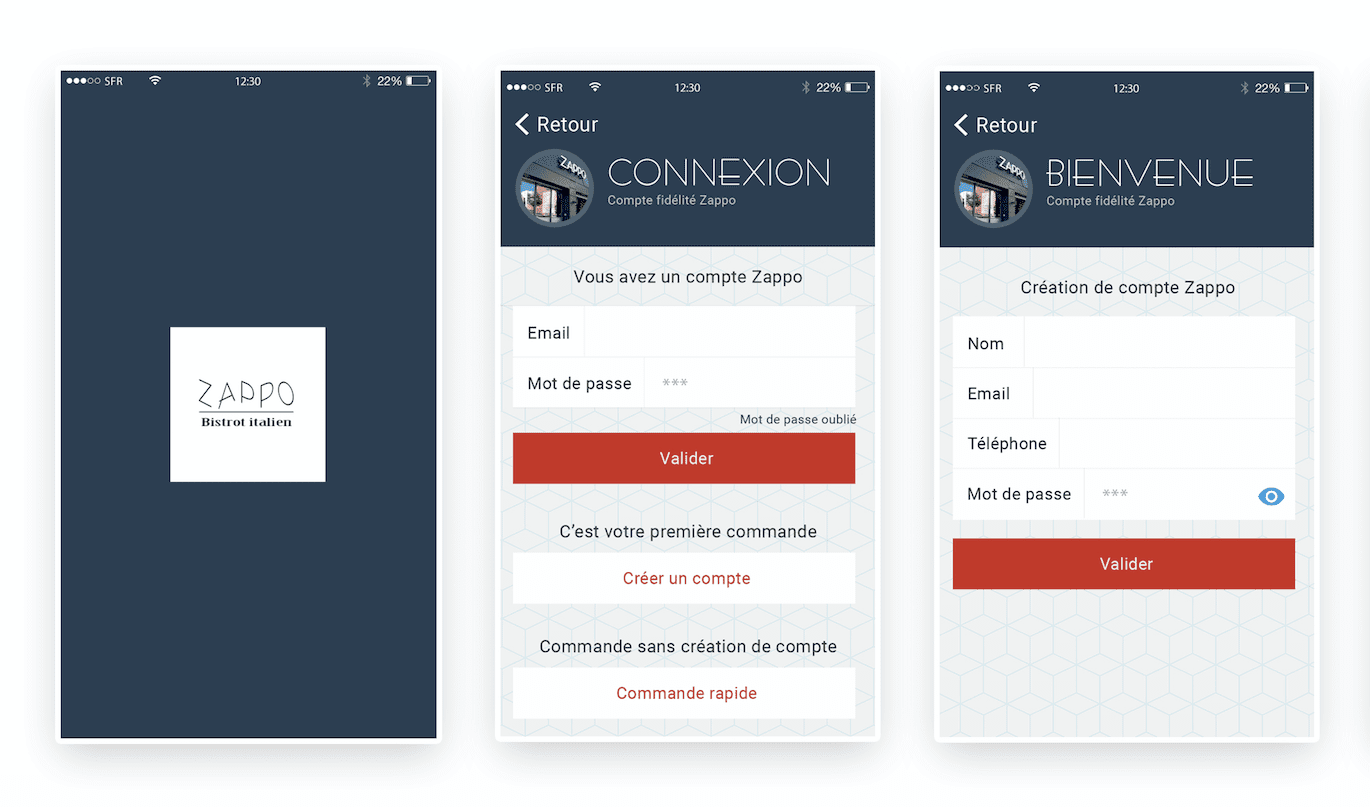 SFR 12:30 22%
ZAPPO
Bistrot italien
SFR 12:30 22%
Retour
ZAPPO
CONNEXION
Compte fidélité Zappo
Vous avez un compte Zappo
Email
Mot de passe ***
Mot de passe oublié
Valider
C’est votre première commande
Créer un compte
Commande sans création de compte
Commande rapide
SFR 12:30 22%
Retour
ZAPPO
BIENVENUE
Compte fidélité Zappo
Création de compte Zappo
Nom
Email
Téléphone
Mot de passe ***
Valider